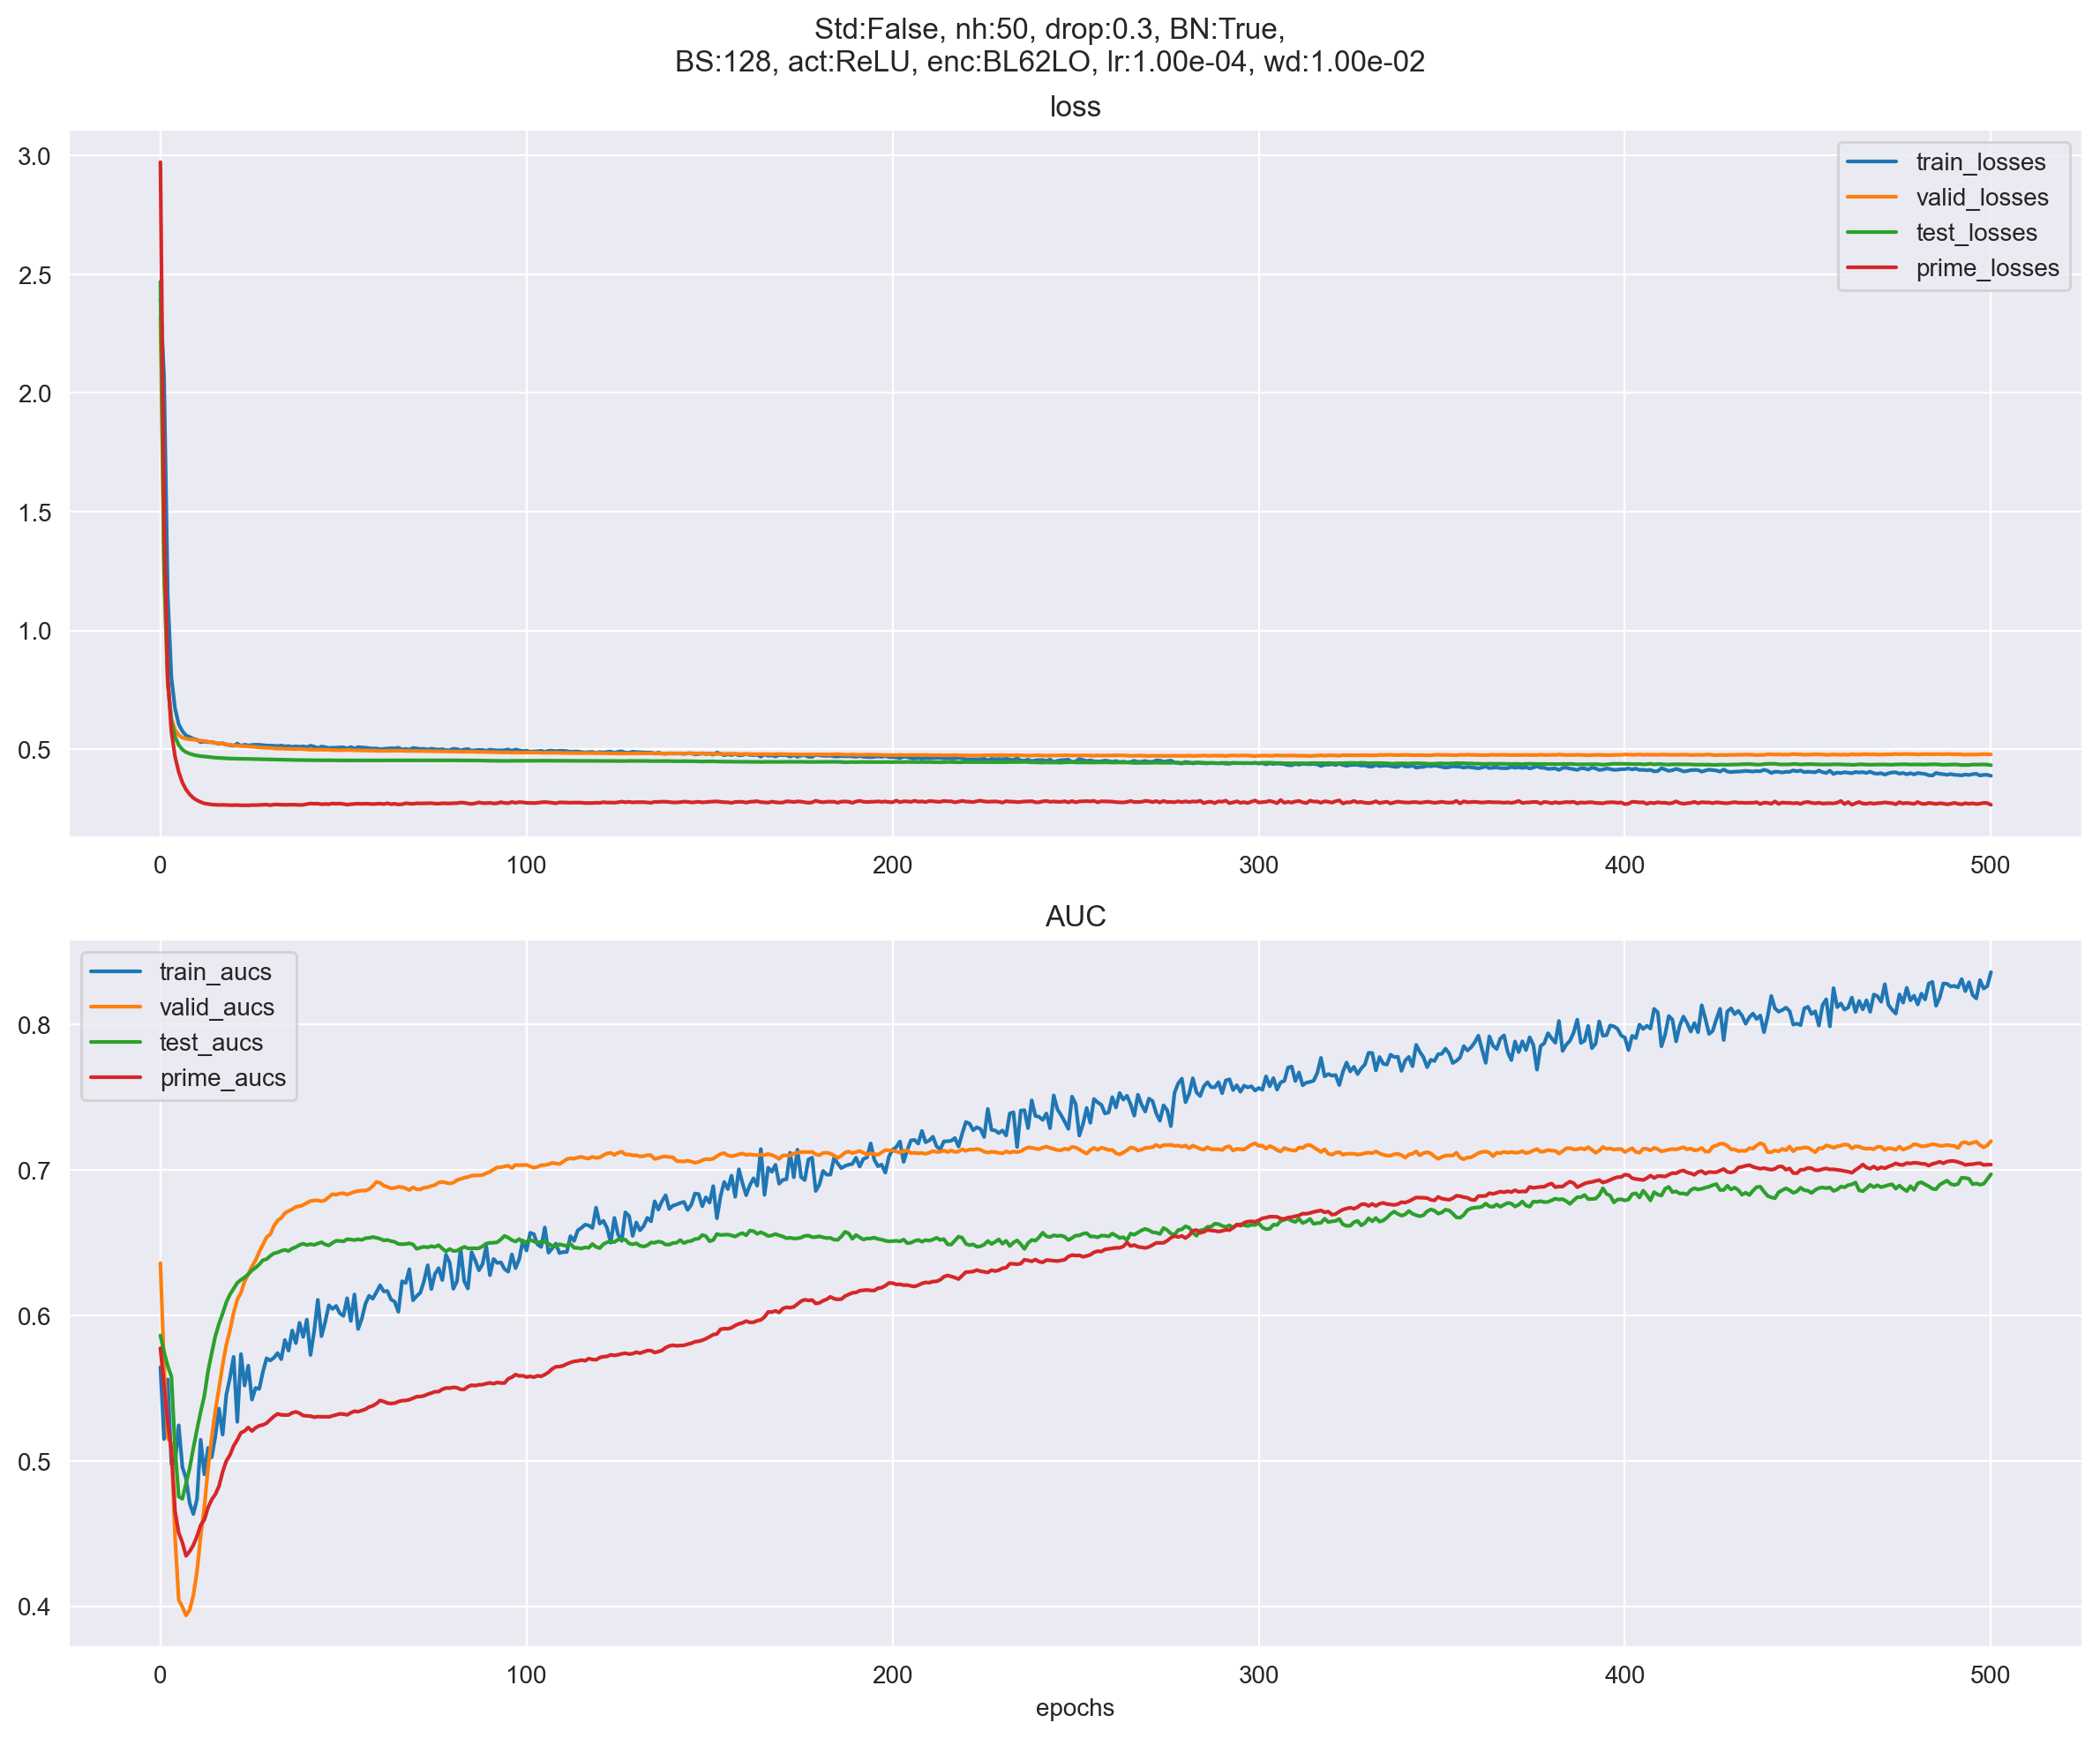 Std:False, nh:50, drop:0.3, BN:True,
BS:128, act:ReLU, enc:BL62LO, lr:1.00e-04, wd:1.00e-02
loss
3.0
2.5
2.0
1.5
1.0
0.5
train_losses
valid_losses
test_losses
prime_losses
0 100 200 300 400 500
AUC
train_aucs
valid_aucs
test_aucs
prime_aucs
0.8
0.7
0.6
0.5
0.4
0 100 200 300 400 500
epochs